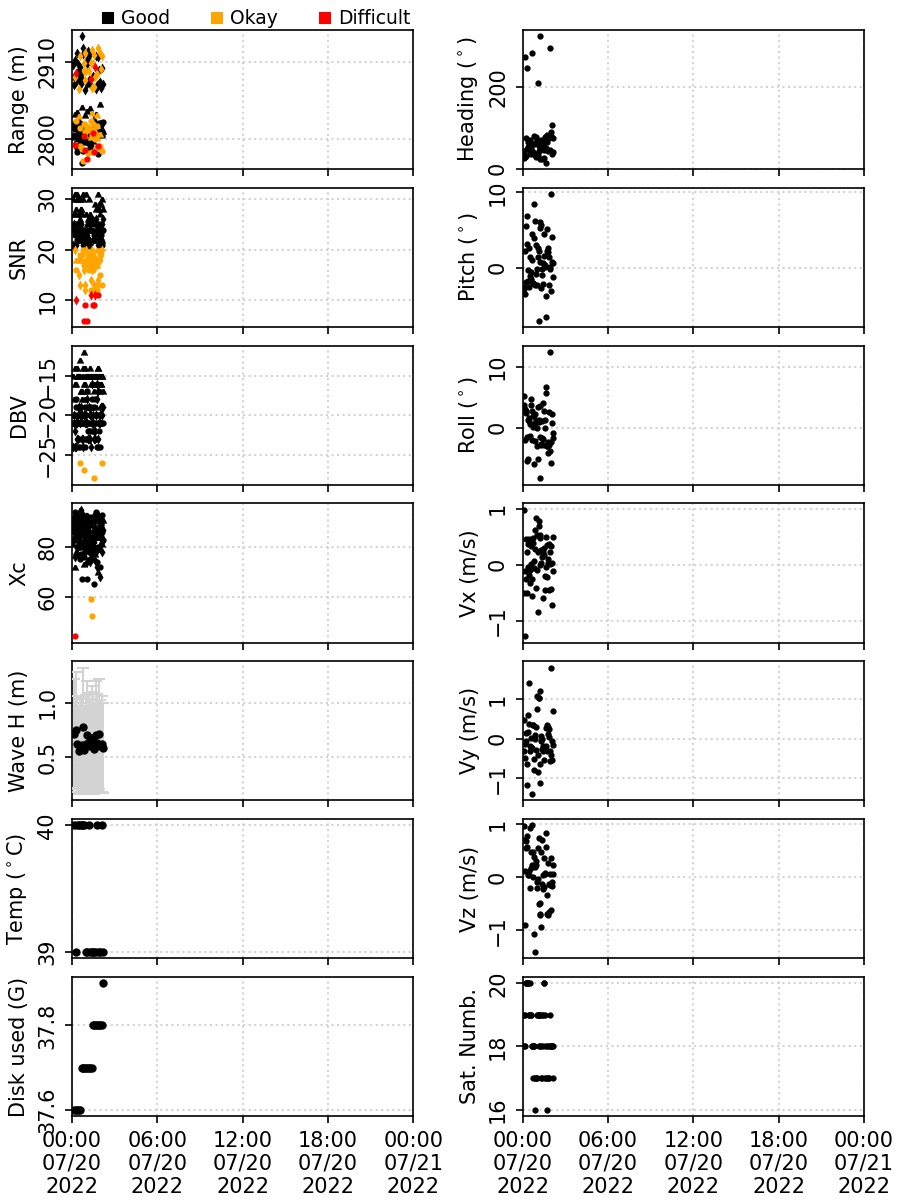 Good Okay Difficult
Range (m)
2910
2800
Heading (°)
200
0
SNR
30
20
10
Pitch (°)
10
0
DBV
−15
−20
−25
Roll (°)
10
0
Xc
80
60
Vx (m/s)
1
0
−1
Wave H (m)
1.0
0.5
Vy (m/s)
1
0
−1
Temp (°C)
40
39
Vz (m/s)
1
0
−1
Disk used (G)
37.8
37.6
Sat. Numb.
20
18
16
00:00 06:00 12:00 18:00 00:00
07/20 07/20 07/20 07/20 07/21
2022 2022 2022 2022 2022
00:00 06:00 12:00 18:00 00:00
07/20 07/20 07/20 07/20 07/21
2022 2022 2022 2022 2022